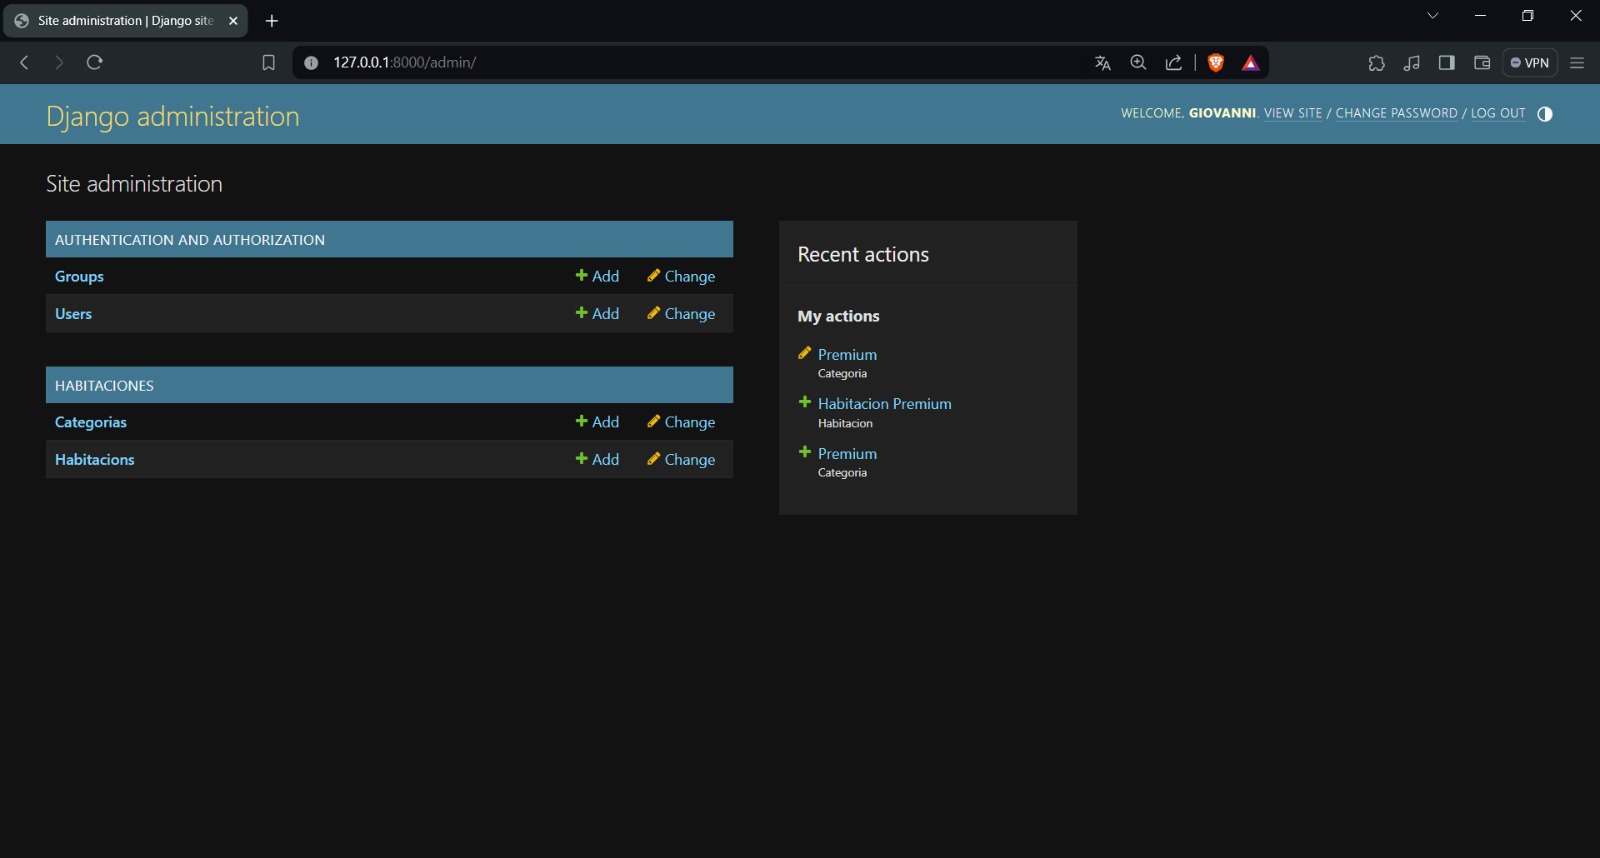 Site administration | Django site
127.0.0.1:8000/admin/
VPN
Django administration
WELCOME, GIOVANNI. VIEW SITE / CHANGE PASSWORD / LOG OUT
Site administration
AUTHENTICATION AND AUTHORIZATION
Groups Add Change
Users Add Change
HABITACIONES
Categorias Add Change
Habitacions Add Change
Recent actions
My actions
Premium
Categoria
Habitacion Premium
Habitacion
Premium
Categoria